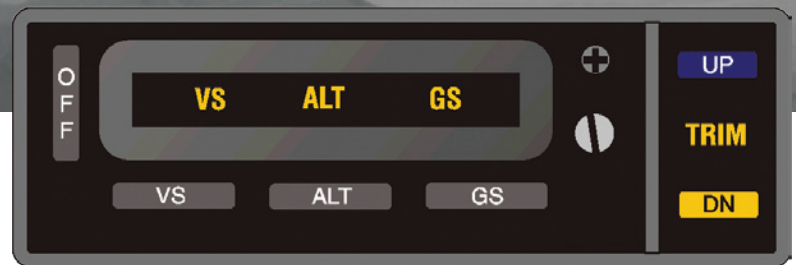 OFF
VS ALT GS
VS ALT GS
UP
TRIM
DN